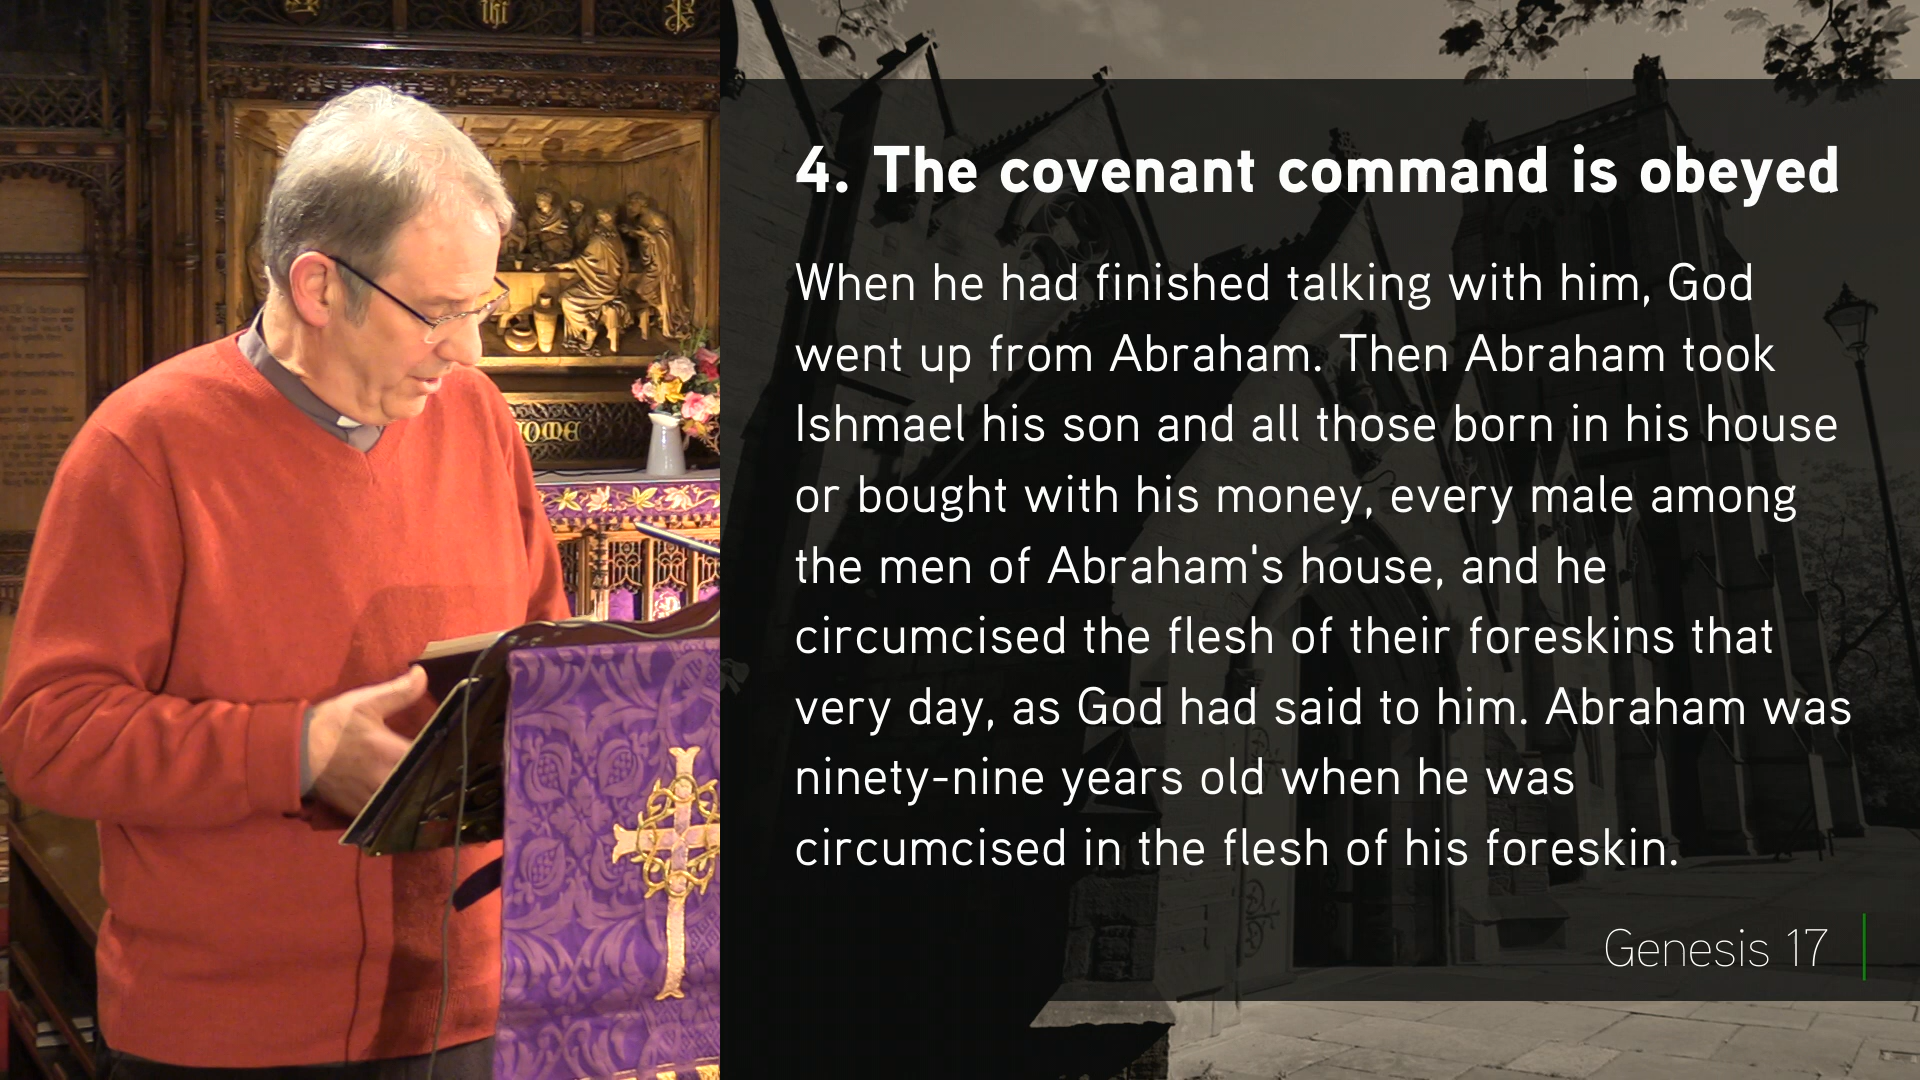 ihi
4. The covenant command is obeyed
When he had finished talking with him, God
went up from Abraham. Then Abraham took
Ishmael his son and all those born in his house
or bought with his money, every male among
the men of Abraham's house, and he
circumcised the flesh of their foreskins that
very day, as God had said to him. Abraham was
ninety-nine years old when he was
circumcised in the flesh of his foreskin.
Genesis 17